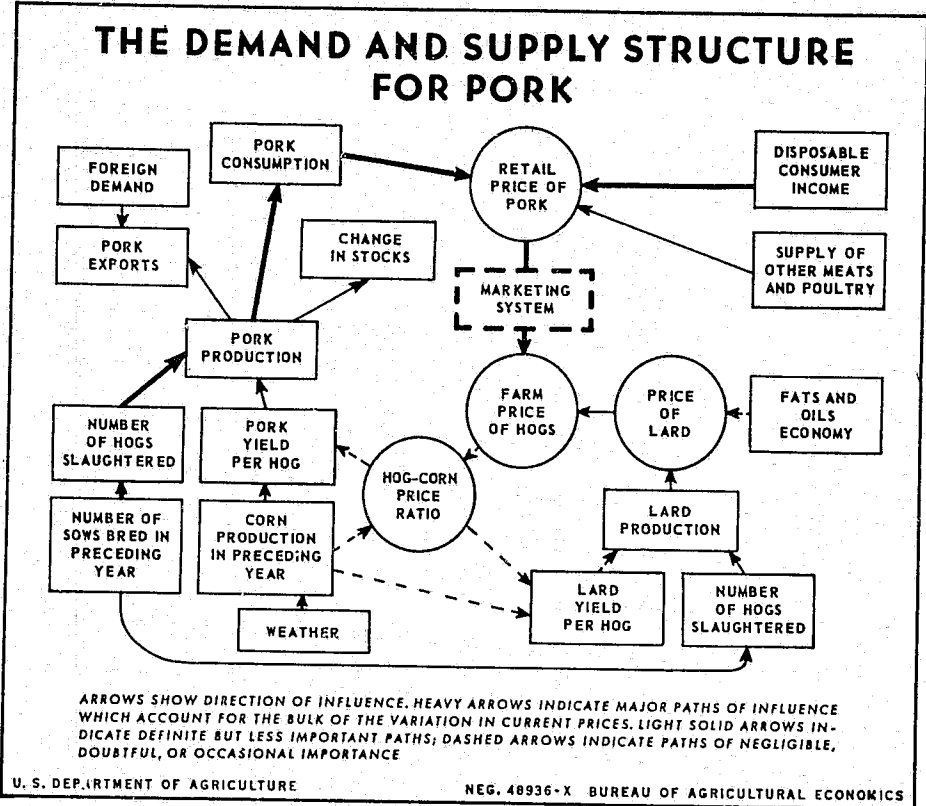 THE DEMAND AND SUPPLY STRUCTURE
FOR PORK
PORK
CONSUMPTION
FOREIGN
DEMAND
RETAIL
PRICE OF
PORK
DISPOSABLE
CONSUMER
INCOME
PORK
EXPORTS
CHANGE
IN STOCKS
SUPPLY OF
OTHER MEATS
AND POULTRY
MARKETING
SYSTEM
PORK
PRODUCTION
FARM
PRICE
OF HOGS
PRICE
OF
LARD
FATS AND
OILS
ECONOMY
NUMBER
OF HOGS
SLAUGHTERED
PORK
YIELD
PER HOG
HOG-CORN
PRICE
RATIO
NUMBER OF
SOWS BRED IN
PRECEDING
YEAR
CORN
PRODUCTION
IN PRECEDING
YEAR
LARD
PRODUCTION
LARD
YIELD
PER HOG
NUMBER
OF HOGS
SLAUGHTERED
WEATHER
ARROWS SHOW DIRECTION OF INFLUENCE. HEAVY ARROWS INDICATE MAJOR PATHS OF INFLUENCE
WHICH ACCOUNT FOR THE BULK OF THE VARIATION IN CURRENT PRICES. LIGHT SOLID ARROWS IN-
DICATE DEFINITE BUT LESS IMPORTANT PATHS; DASHED ARROWS INDICATE PATHS OF NEGLIGIBLE,
DOUBTFUL, OR OCCASIONAL IMPORTANCE
U. S. DEPARTMENT OF AGRICULTURE
NEG. 48936-X BUREAU OF AGRICULTURAL ECONOMICS